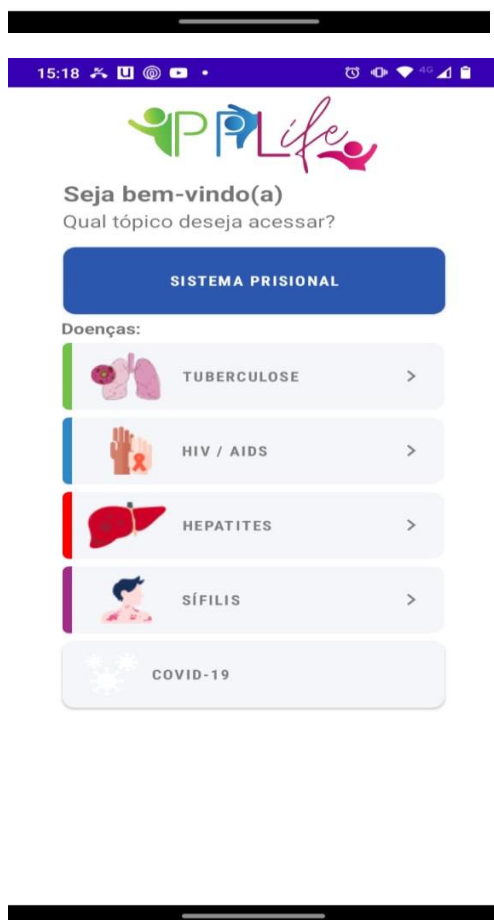 15:18 4G
PPLife
Seja bem-vindo(a)
Qual tópico deseja acessar?
SISTEMA PRISIONAL
Doenças:
TUBERCULOSE
HIV / AIDS
HEPATITES
SÍFILIS
COVID-19